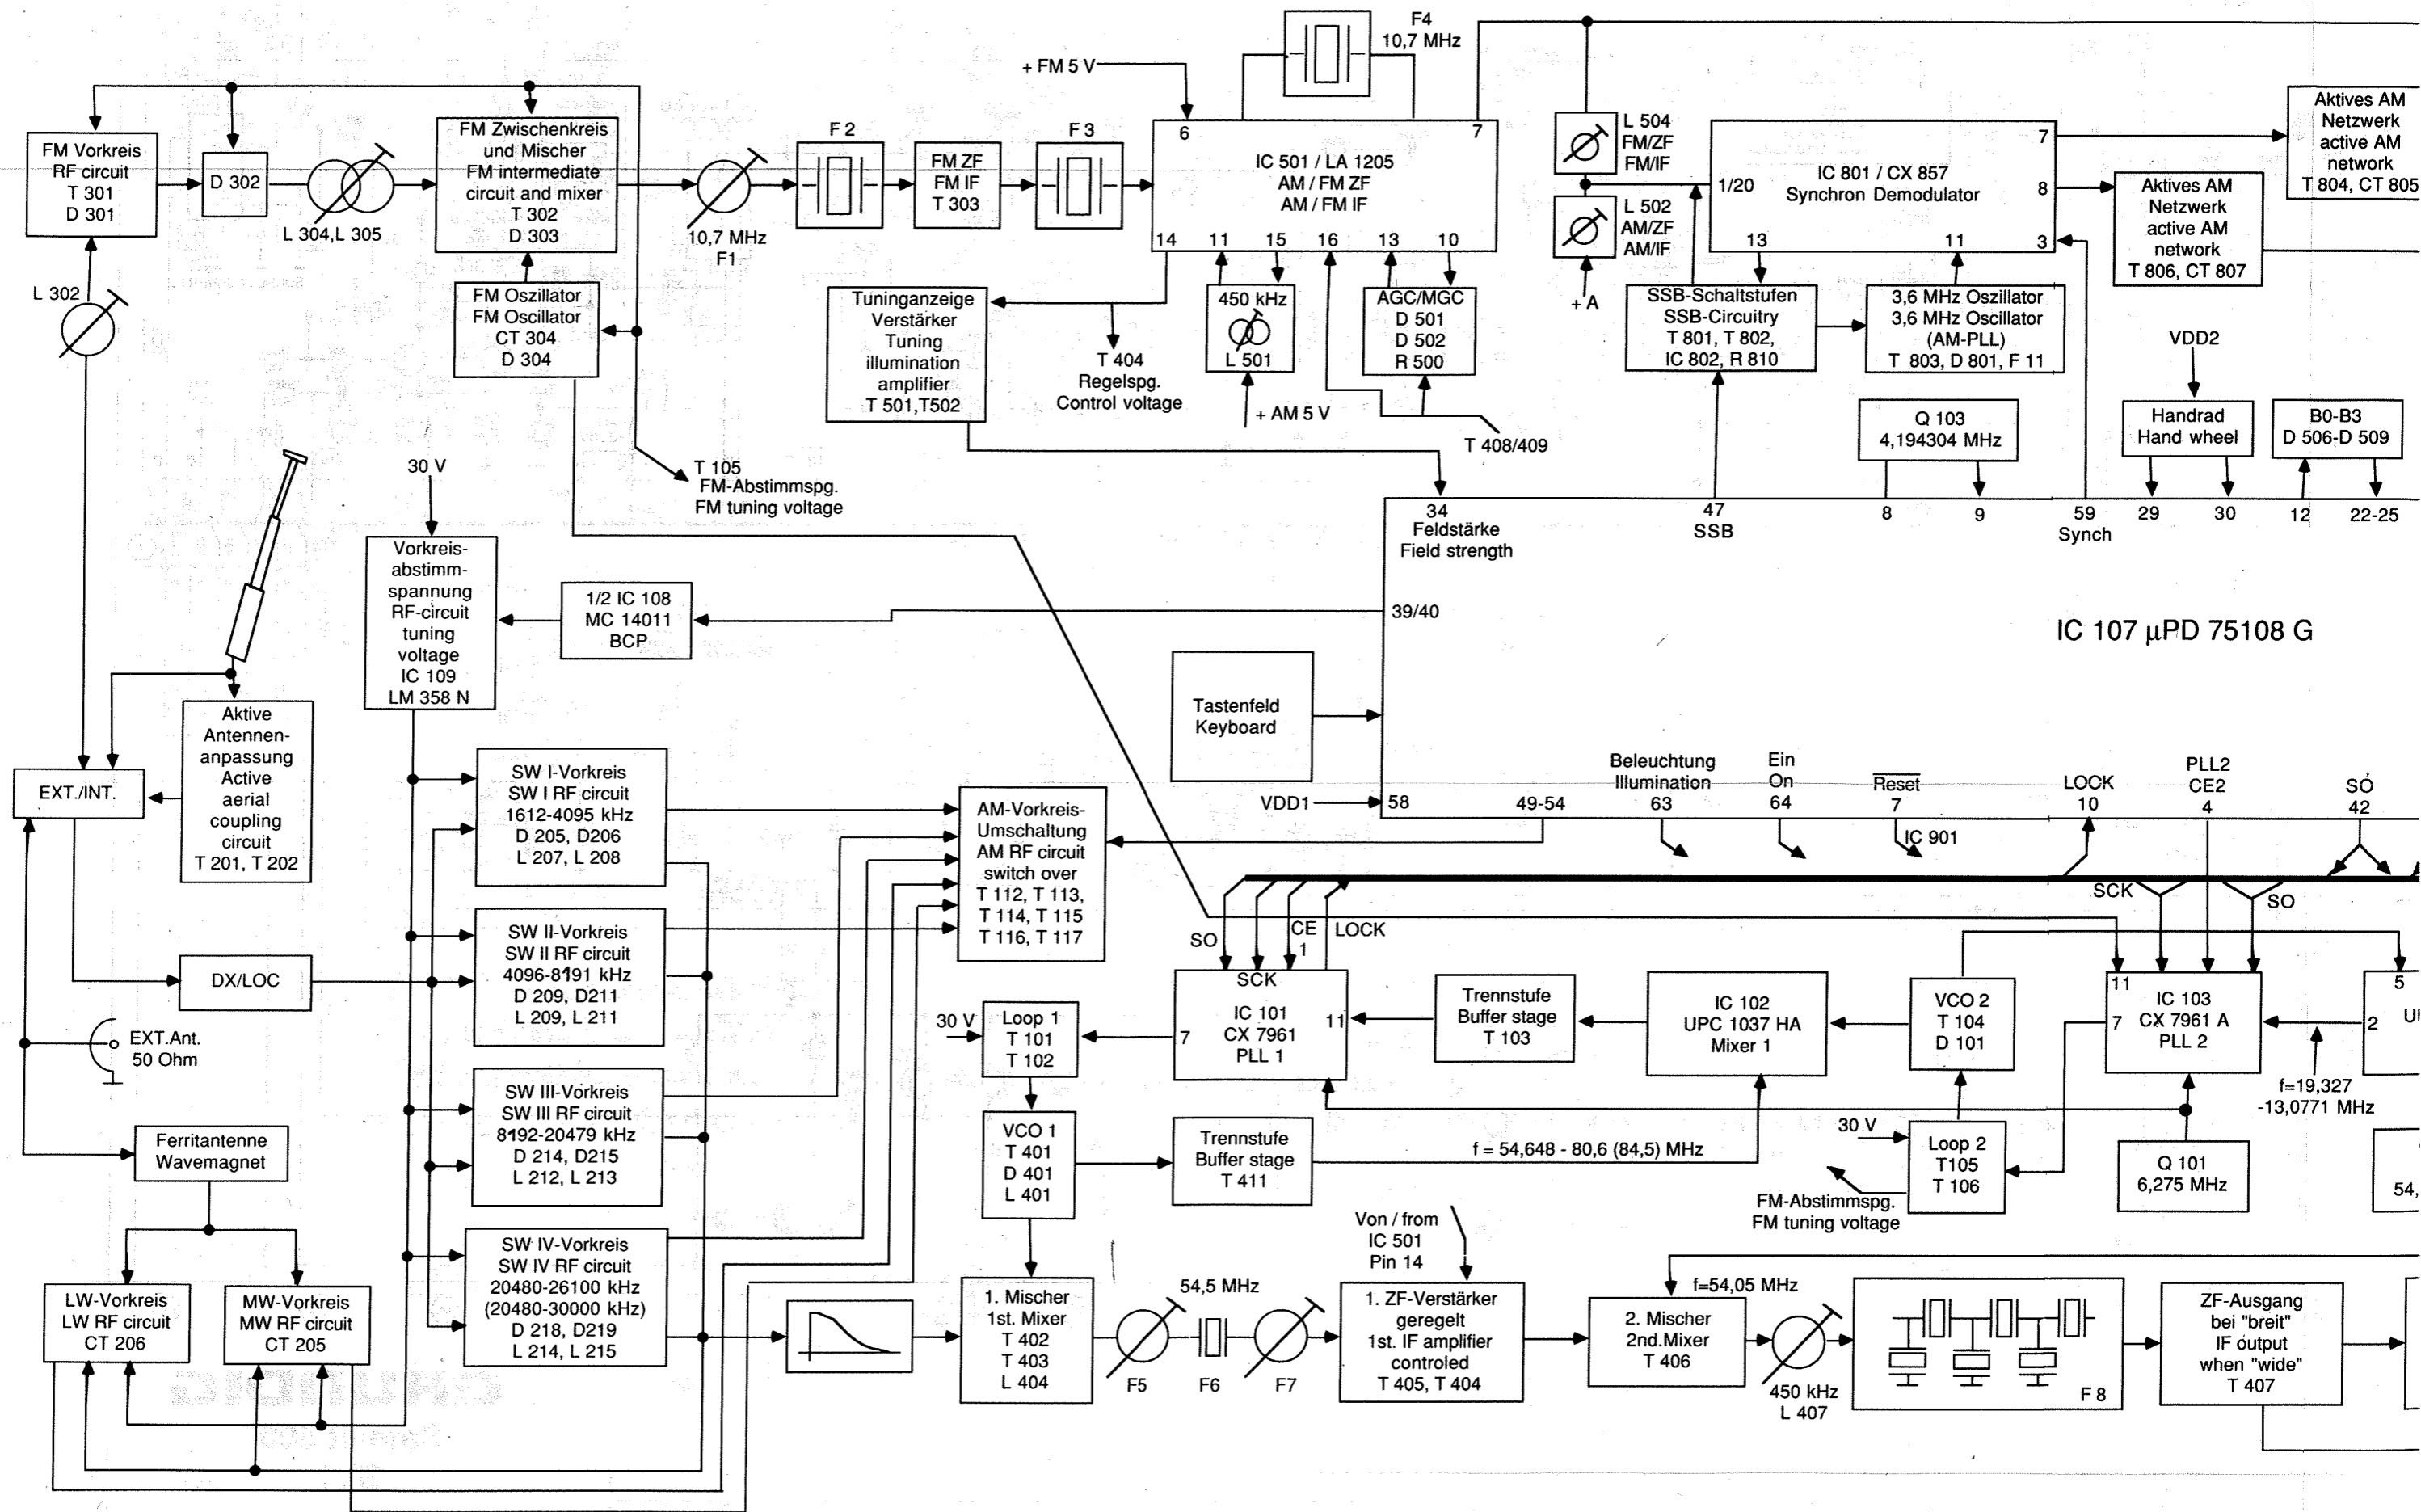 F4
10,7 MHz
+ FM 5 V
FM Vorkreis
RF circuit
T 301
D 301
D 302
L 304,L 305
FM Zwischenkreis
und Mischer
FM intermediate
circuit and mixer
T 302
D 303
10,7 MHz
F1
F 2
FM ZF
FM IF
T 303
F 3
6
7
IC 501 / LA 1205
AM / FM ZF
AM / FM IF
14
11
15
16
13
10
L 504
FM/ZF
FM/IF
L 502
AM/ZF
AM/IF
+ A
1/20
IC 801 / CX 857
Synchron Demodulator
7
8
3
13
11
Aktives AM
Netzwerk
active AM
network
T 804, CT 805
Aktives AM
Netzwerk
active AM
network
T 806, CT 807
L 302
FM Oszillator
FM Oscillator
CT 304
D 304
Tuninganzeige
Verstärker
Tuning
illumination
amplifier
T 501,T502
T 404
Regelspg.
Control voltage
450 kHz
L 501
+ AM 5 V
AGC/MGC
D 501
D 502
R 500
T 408/409
SSB-Schaltstufen
SSB-Circuitry
T 801, T 802,
IC 802, R 810
3,6 MHz Oszillator
3,6 MHz Oscillator
(AM-PLL)
T 803, D 801, F 11
VDD2
Q 103
4,194304 MHz
Handrad
Hand wheel
B0-B3
D 506-D 509
30 V
T 105
FM-Abstimmspg.
FM tuning voltage
34
Feldstärke
Field strength
47
SSB
8
9
59
Synch
29
30
12
22-25
Vorkreis-
abstimm-
spannung
RF-circuit
tuning
voltage
IC 109
LM 358 N
1/2 IC 108
MC 14011
BCP
39/40
IC 107 µPD 75108 G
Tastenfeld
Keyboard
VDD1
58
49-54
Beleuchtung
Illumination
63
Ein
On
64
Reset
7
IC 901
LOCK
10
PLL2
CE2
4
SO
42
Aktive
Antennen-
anpassung
Active
aerial
coupling
circuit
T 201, T 202
EXT./INT.
SW I-Vorkreis
SW I RF circuit
1612-4095 kHz
D 205, D206
L 207, L 208
AM-Vorkreis-
Umschaltung
AM RF circuit
switch over
T 112, T 113,
T 114, T 115
T 116, T 117
SCK
SO
SO
CE
1
LOCK
SW II-Vorkreis
SW II RF circuit
4096-8191 kHz
D 209, D211
L 209, L 211
DX/LOC
EXT.Ant.
50 Ohm
30 V
Loop 1
T 101
T 102
SCK
IC 101
CX 7961
PLL 1
7
11
Trennstufe
Buffer stage
T 103
IC 102
UPC 1037 HA
Mixer 1
VCO 2
T 104
D 101
11
IC 103
CX 7961 A
PLL 2
7
5
2
f=19,327
-13,0771 MHz
SW III-Vorkreis
SW III RF circuit
8192-20479 kHz
D 214, D215
L 212, L 213
VCO 1
T 401
D 401
L 401
Trennstufe
Buffer stage
T 411
f = 54,648 - 80,6 (84,5) MHz
30 V
Loop 2
T105
T 106
Q 101
6,275 MHz
54,
FM-Abstimmspg.
FM tuning voltage
Ferritantenne
Wavemagnet
LW-Vorkreis
LW RF circuit
CT 206
MW-Vorkreis
MW RF circuit
CT 205
SW IV-Vorkreis
SW IV RF circuit
20480-26100 kHz
(20480-30000 kHz)
D 218, D219
L 214, L 215
1. Mischer
1st. Mixer
T 402
T 403
L 404
54,5 MHz
F5
F6
F7
Von / from
IC 501
Pin 14
1. ZF-Verstärker
geregelt
1st. IF amplifier
controled
T 405, T 404
f=54,05 MHz
2. Mischer
2nd.Mixer
T 406
450 kHz
L 407
F 8
ZF-Ausgang
bei "breit"
IF output
when "wide"
T 407